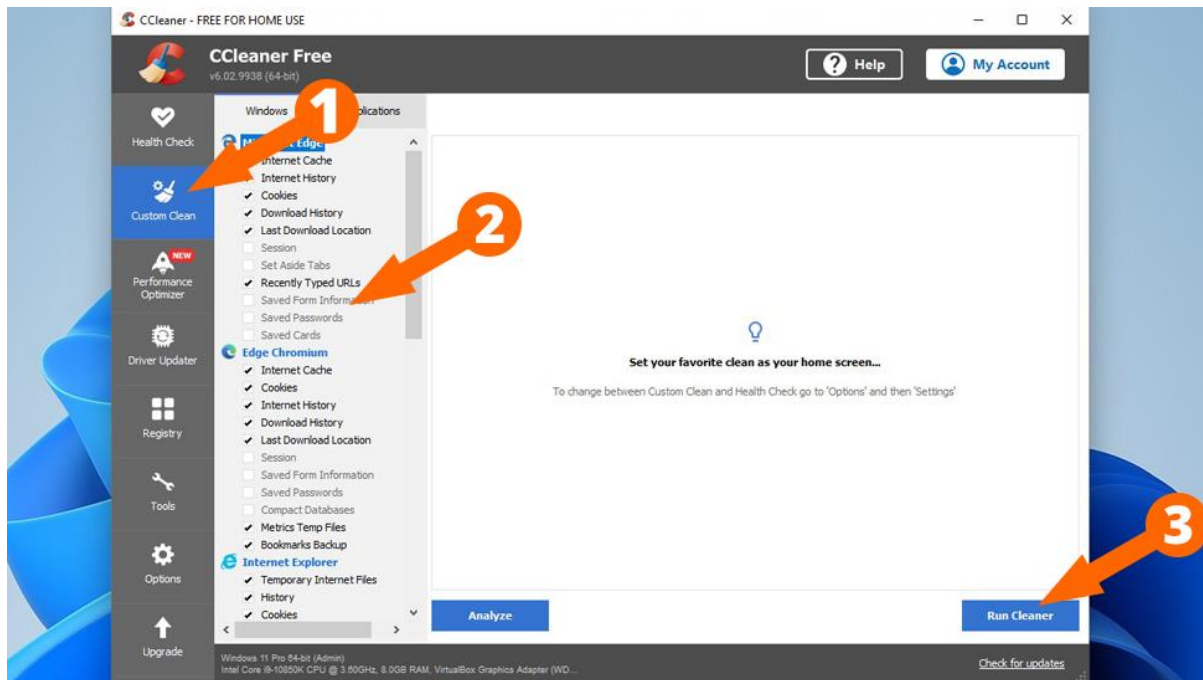 CCleaner - FREE FOR HOME USE
CCleaner Free
v6.02.9938 (64-bit)
Help
My Account
Health Check
Custom Clean
NEW
Performance
Optimizer
Driver Updater
Registry
Tools
Options
Upgrade
Windows
1
Edge
Internet Cache
Internet History
Cookies
Download History
Last Download Location
Session
Set Aside Tabs
Recently Typed URLs
Saved Form Information
Saved Passwords
Saved Cards
2
Edge Chromium
Internet Cache
Cookies
Internet History
Download History
Last Download Location
Session
Saved Form Information
Saved Passwords
Compact Databases
Metrics Temp Files
Bookmarks Backup
Internet Explorer
Temporary Internet Files
History
Cookies
Set your favorite clean as your home screen...
To change between Custom Clean and Health Check go to 'Options' and then 'Settings'
3
Analyze
Run Cleaner
Windows 11 Pro 64-bit (Admin)
Intel Core i9-10850K CPU @ 3.60GHz, 8.0GB RAM, VirtualBox Graphics Adapter (WD...
Check for updates